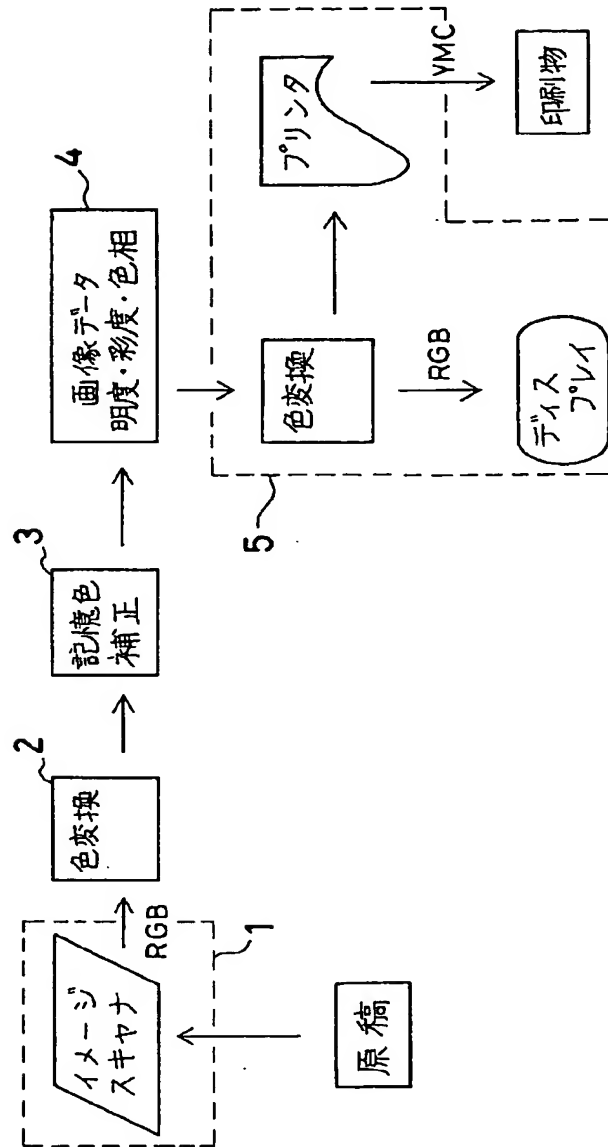 原稿
イメージ
スキャナ
1
RGB
2
色変換
3
記憶色
補正
4
画像データ
明度・彩度・色相
5
色変換
RGB
ディス
プレイ
プリンタ
YMC
印刷物